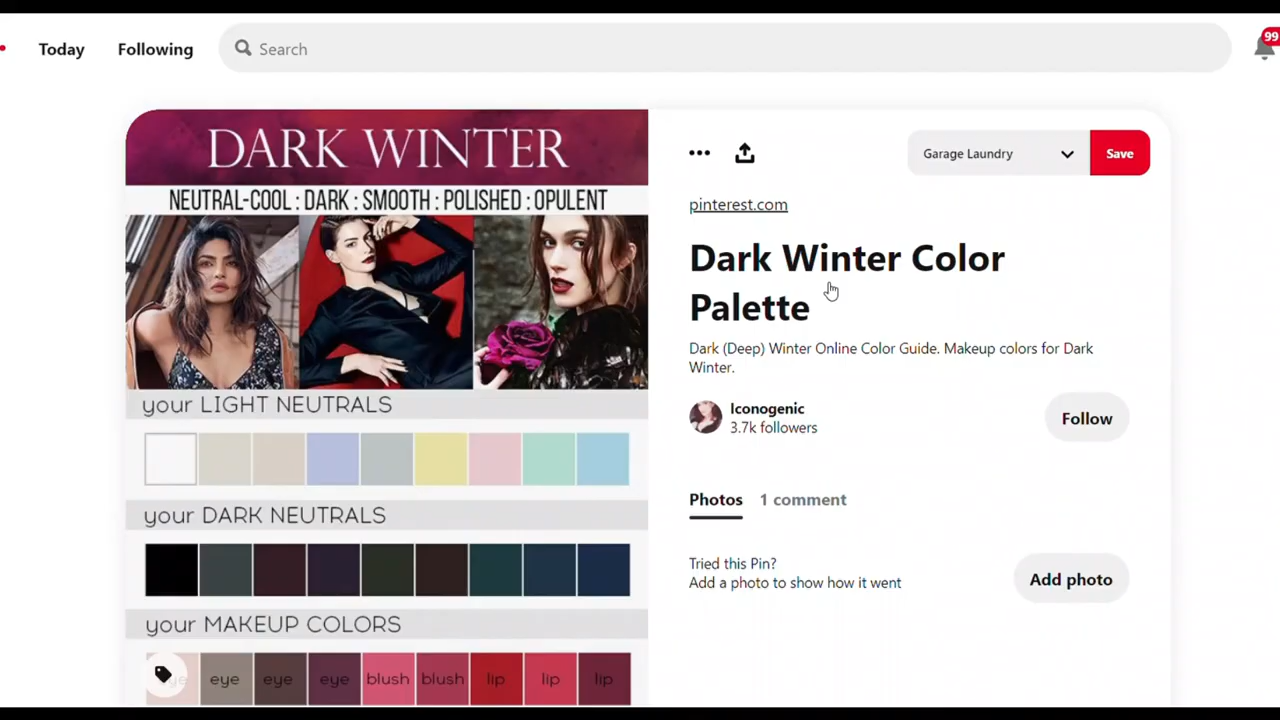 Today
Following
Search
99
DARK WINTER
NEUTRAL-COOL : DARK : SMOOTH : POLISHED : OPULENT
your LIGHT NEUTRALS
your DARK NEUTRALS
your MAKEUP COLORS
eye eye eye blush blush lip lip lip
Garage Laundry
Save
pinterest.com
Dark Winter Color
Palette
Dark (Deep) Winter Online Color Guide. Makeup colors for Dark
Winter.
Iconogenic
3.7k followers
Follow
Photos
1 comment
Tried this Pin?
Add a photo to show how it went
Add photo